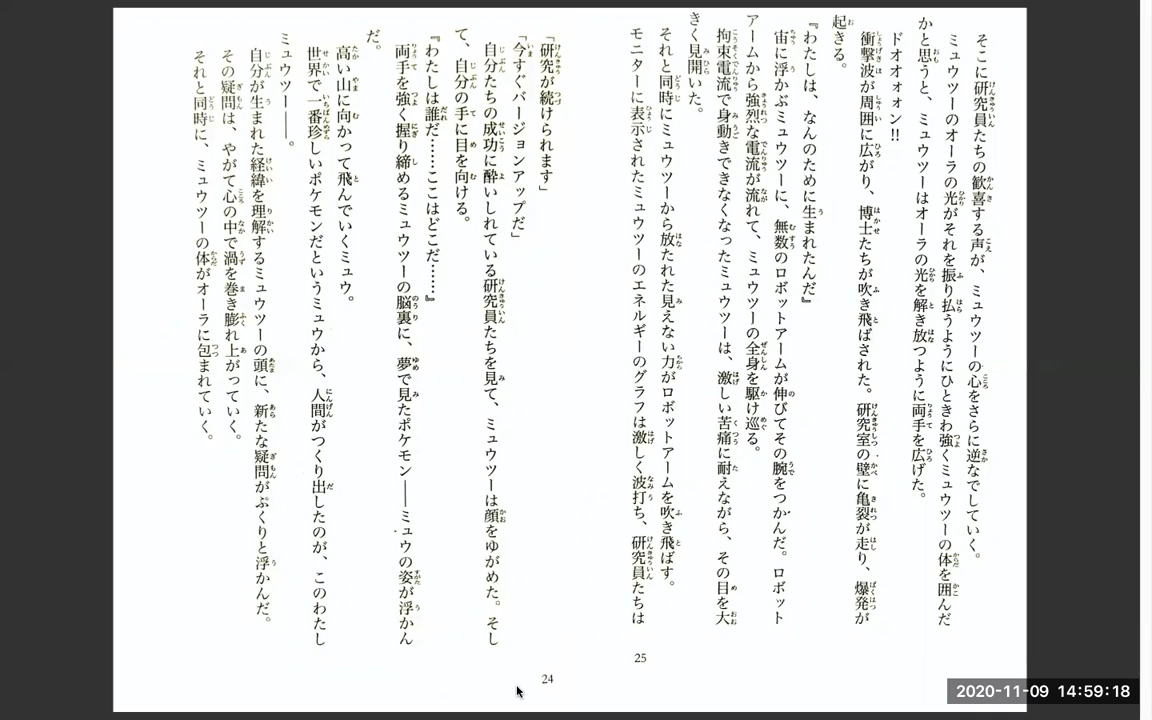 そこに研究員たちの歓喜する声が、ミュウツーの心をさらに逆なでしていく。
ミュウツーのオーラの光がそれを振り払うようにひときわ強くミュウツーの体を囲んだ
かと思うと、ミュウツーはオーラの光を解き放つように両手を広げた。
ドオオォォン!!
衝撃波が周囲に広がり、博士たちが吹き飛ばされた。研究室の壁に亀裂が走り、爆発が
起きる。
『わたしは、なんのために生まれたんだ』
宙に浮かぶミュウツーに、無数のロボットアームが伸びてその腕をつかんだ。ロボット
アームから強烈な電流が流れて、ミュウツーの全身を駆け巡る。
拘束電流で身動きできなくなったミュウツーは、激しい苦痛に耐えながら、その目を大
きく見開いた。
それと同時にミュウツーから放たれた見えない力がロボットアームを吹き飛ばす。
モニターに表示されたミュウツーのエネルギーのグラフは激しく波打ち、研究員たちは
25
「研究が続けられます」
「今すぐバージョンアップだ」
自分たちの成功に酔いしれている研究員たちを見て、ミュウツーは顔をゆがめた。そし
て、自分の手に目を向ける。
『わたしは誰だ……ここはどこだ……』
両手を強く握り締めるミュウツーの脳裏に、夢で見たポケモン――ミュウの姿が浮かん
だ。
高い山に向かって飛んでいくミュウ。
世界で一番珍しいポケモンだというミュウから、人間がつくり出したのが、このわたし
ミュウツー――。
自分が生まれた経緯を理解するミュウツーの頭に、新たな疑問がぷくりと浮かんだ。
その疑問は、やがて心の中で渦を巻き膨れ上がっていく。
それと同時に、ミュウツーの体がオーラに包まれていく。
24
2020-11-09 14:59:18